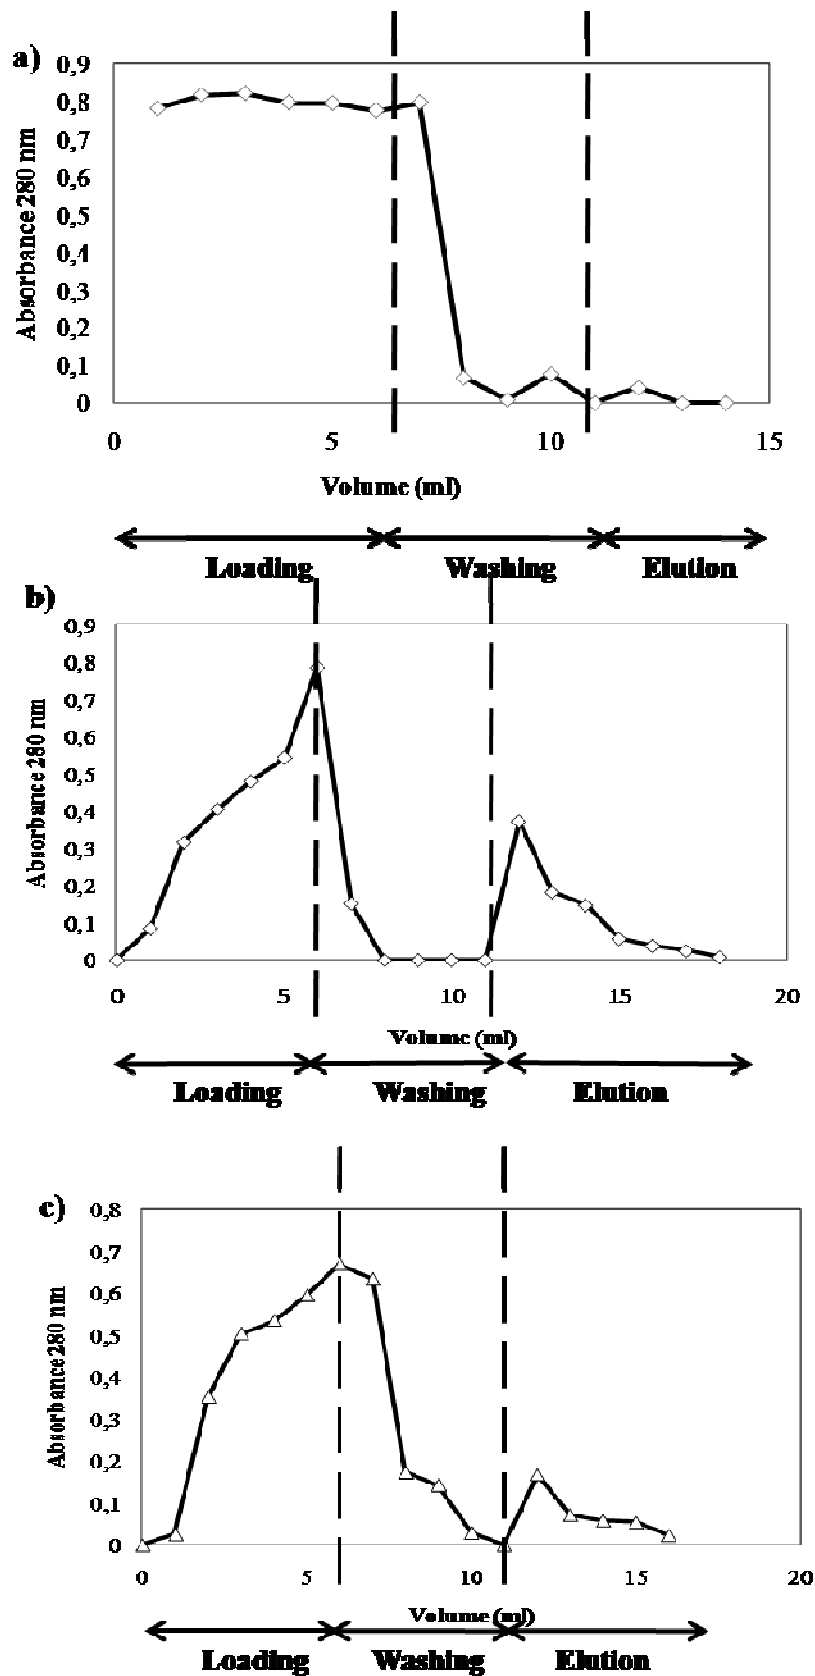 a)
Absorbance 280 nm
0,9
0,8
0,7
0,6
0,5
0,4
0,3
0,2
0,1
0
0 5 10 15
Volume (ml)
Loading Washing Elution
b)
Absorbance 280 nm
0,9
0,8
0,7
0,6
0,5
0,4
0,3
0,2
0,1
0
0 5 10 15 20
Volume (ml)
Loading Washing Elution
c)
Absorbance 280 nm
0,8
0,7
0,6
0,5
0,4
0,3
0,2
0,1
0
0 5 10 15 20
Volume (ml)
Loading Washing Elution